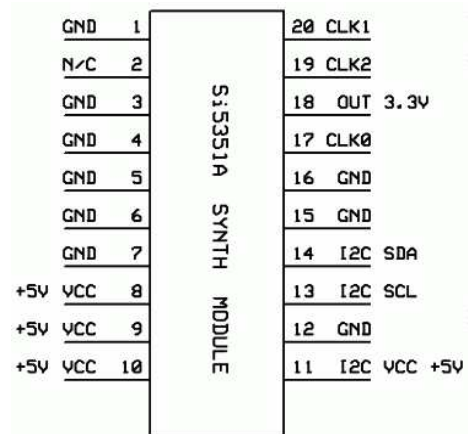 GND 1 20 CLK1
N/C 2 19 CLK2
GND 3 18 OUT 3.3V
GND 4 17 CLK0
GND 5 16 GND
GND 6 15 GND
GND 7 14 I2C SDA
+5V VCC 8 13 I2C SCL
+5V VCC 9 12 GND
+5V VCC 10 11 I2C VCC +5V
Si5351A SYNTH MODULE